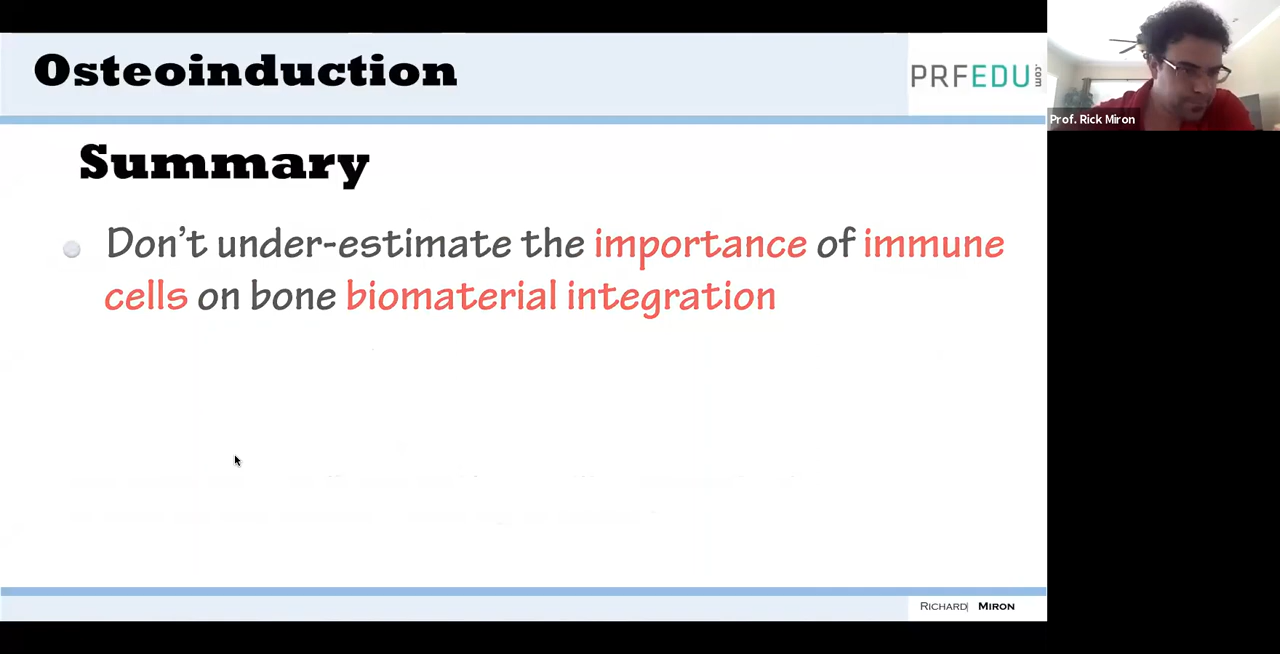 Osteoinduction
PRFEDU.com
Prof. Rick Miron
Summary
Don't under-estimate the importance of immune
cells on bone biomaterial integration
RICHARD| MIRON